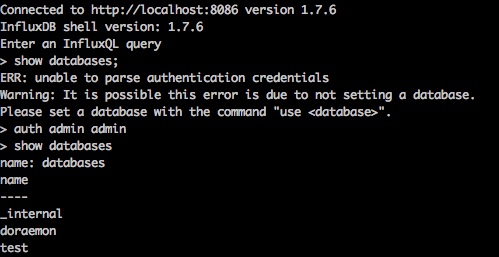 Connected to http://localhost:8086 version 1.7.6
InfluxDB shell version: 1.7.6
Enter an InfluxQL query
> show databases;
ERR: unable to parse authentication credentials
Warning: It is possible this error is due to not setting a database.
Please set a database with the command "use <database>".
> auth admin admin
> show databases
name: databases
name
----
_internal
doraemon
test